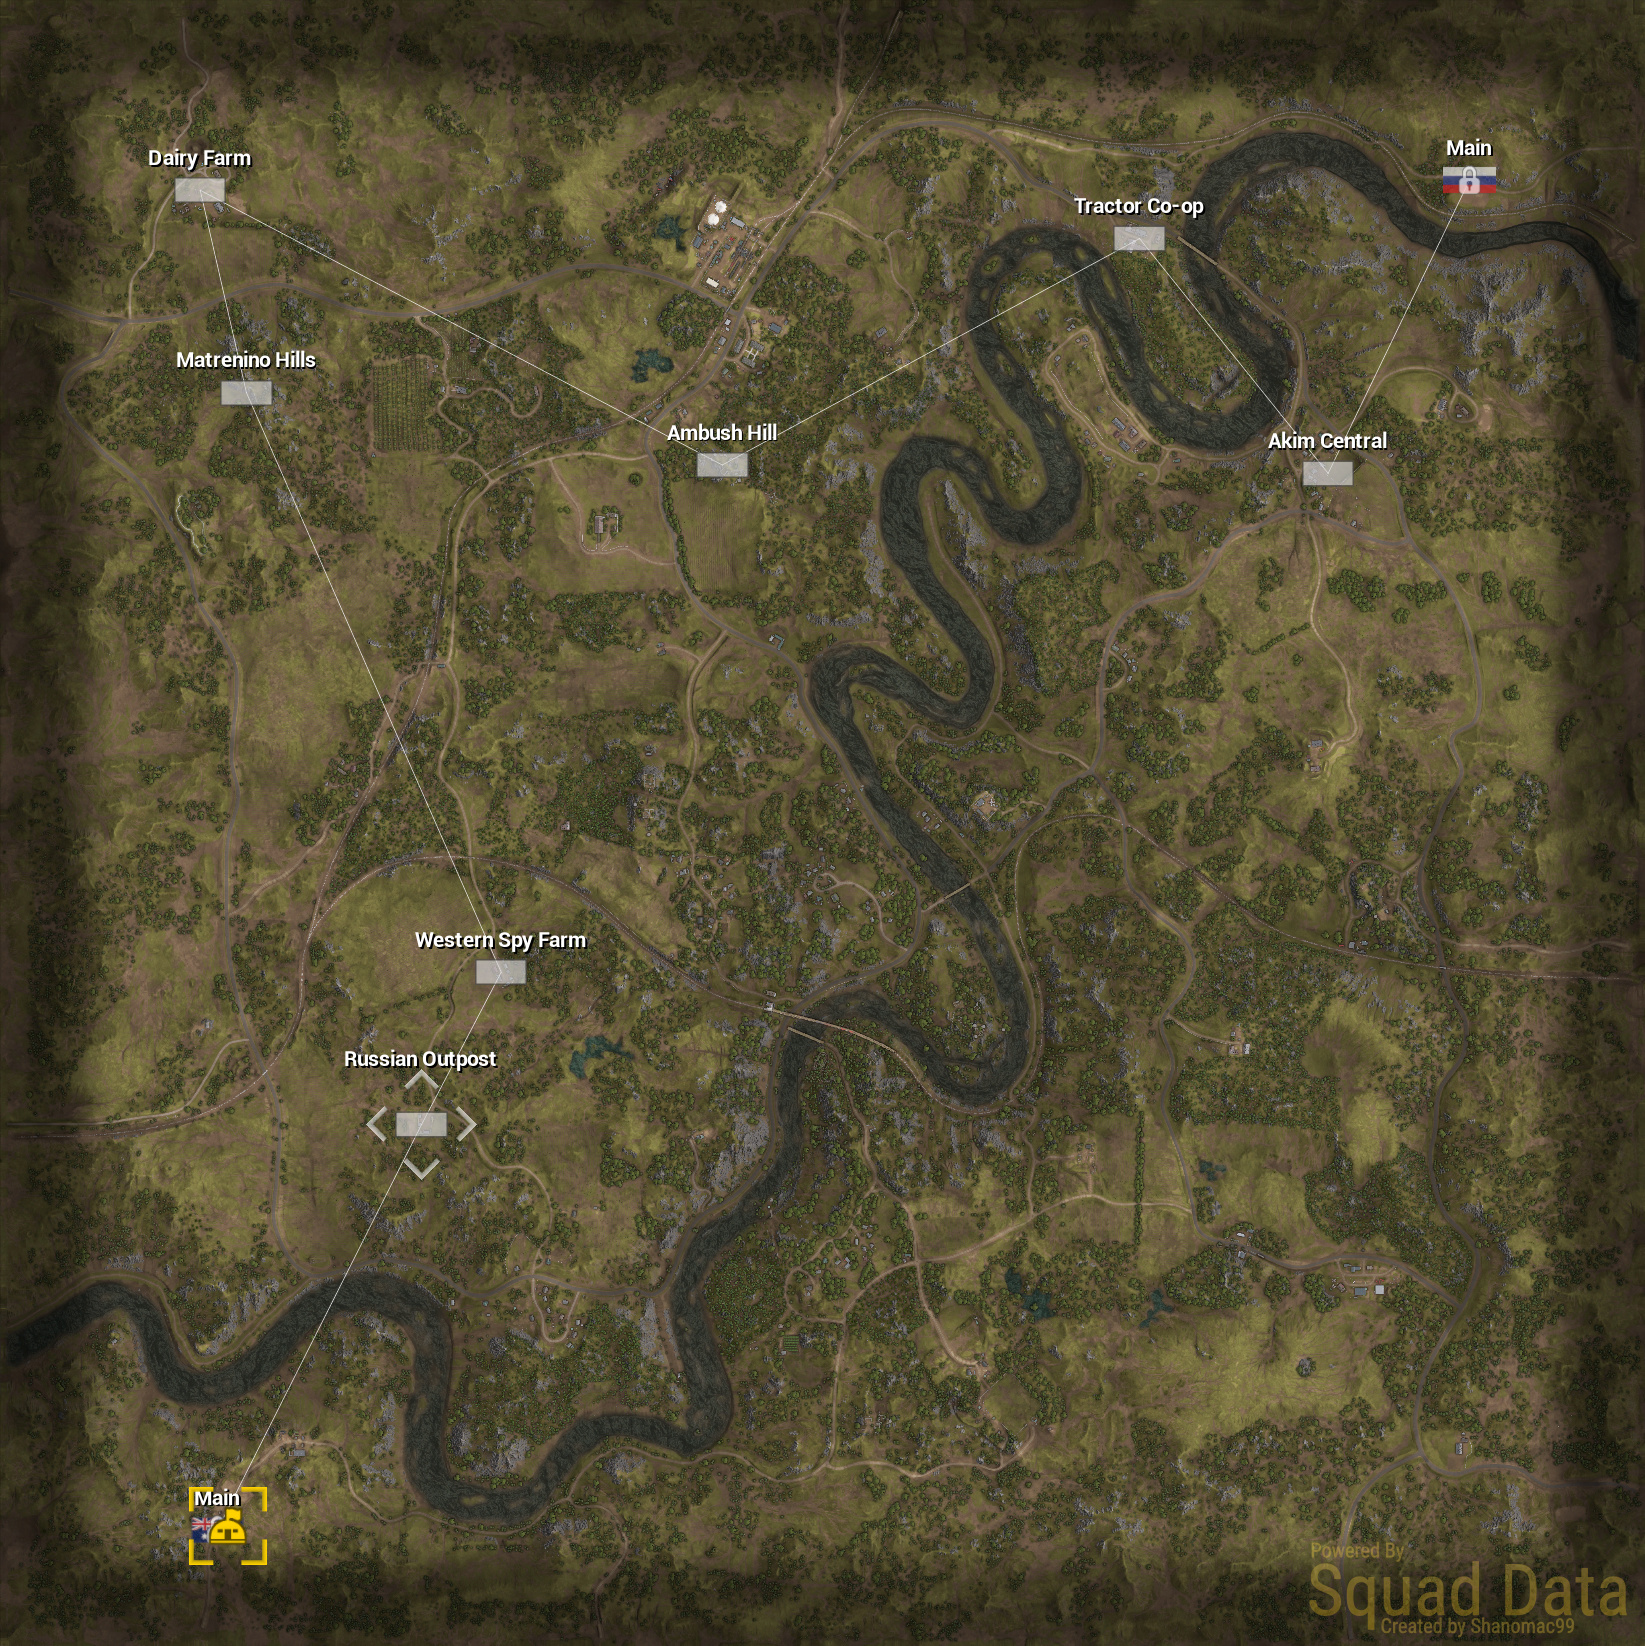 Dairy Farm
Main
Tractor Co-op
Matrenino Hills
Ambush Hill
Akim Central
Western Spy Farm
Russian Outpost
Main
Powered By
Squad Data
Created by Shanomac99